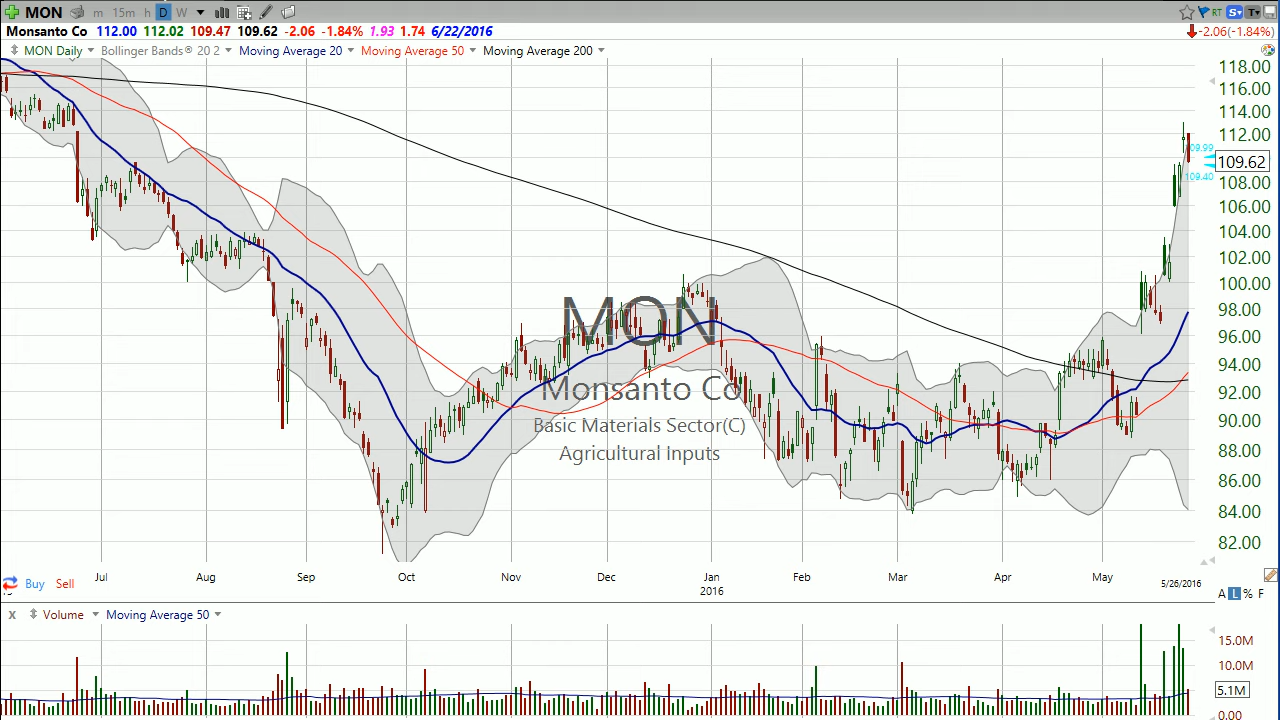 MON m 15m h D W RT S T
Monsanto Co 112.00 112.02 109.47 109.62 -2.06 -1.84% 1.93 1.74 6/22/2016 -2.06(-1.84%)
MON Daily Bollinger Bands® 20 2 Moving Average 20 Moving Average 50 Moving Average 200
118.00
116.00
114.00
112.00
109.99
109.62
109.40
108.00
106.00
104.00
102.00
100.00
98.00
96.00
94.00
92.00
90.00
88.00
86.00
84.00
82.00
MON
Monsanto Co
Basic Materials Sector(C)
Agricultural Inputs
Buy Sell
Jul Aug Sep Oct Nov Dec Jan Feb Mar Apr May 5/26/2016
2016
A L % F
X Volume Moving Average 50
15.0M
10.0M
5.1M
0.00